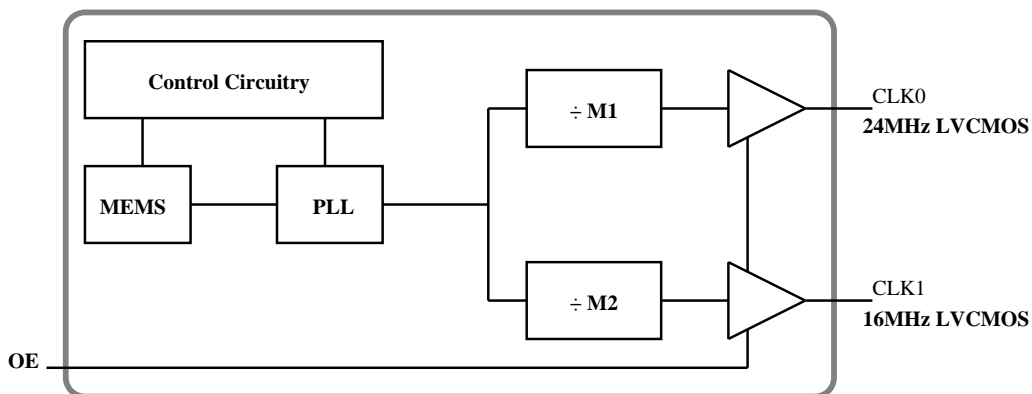 Control Circuitry
MEMS
PLL
÷ M1
÷ M2
CLK0
24MHz LVCMOS
CLK1
16MHz LVCMOS
OE